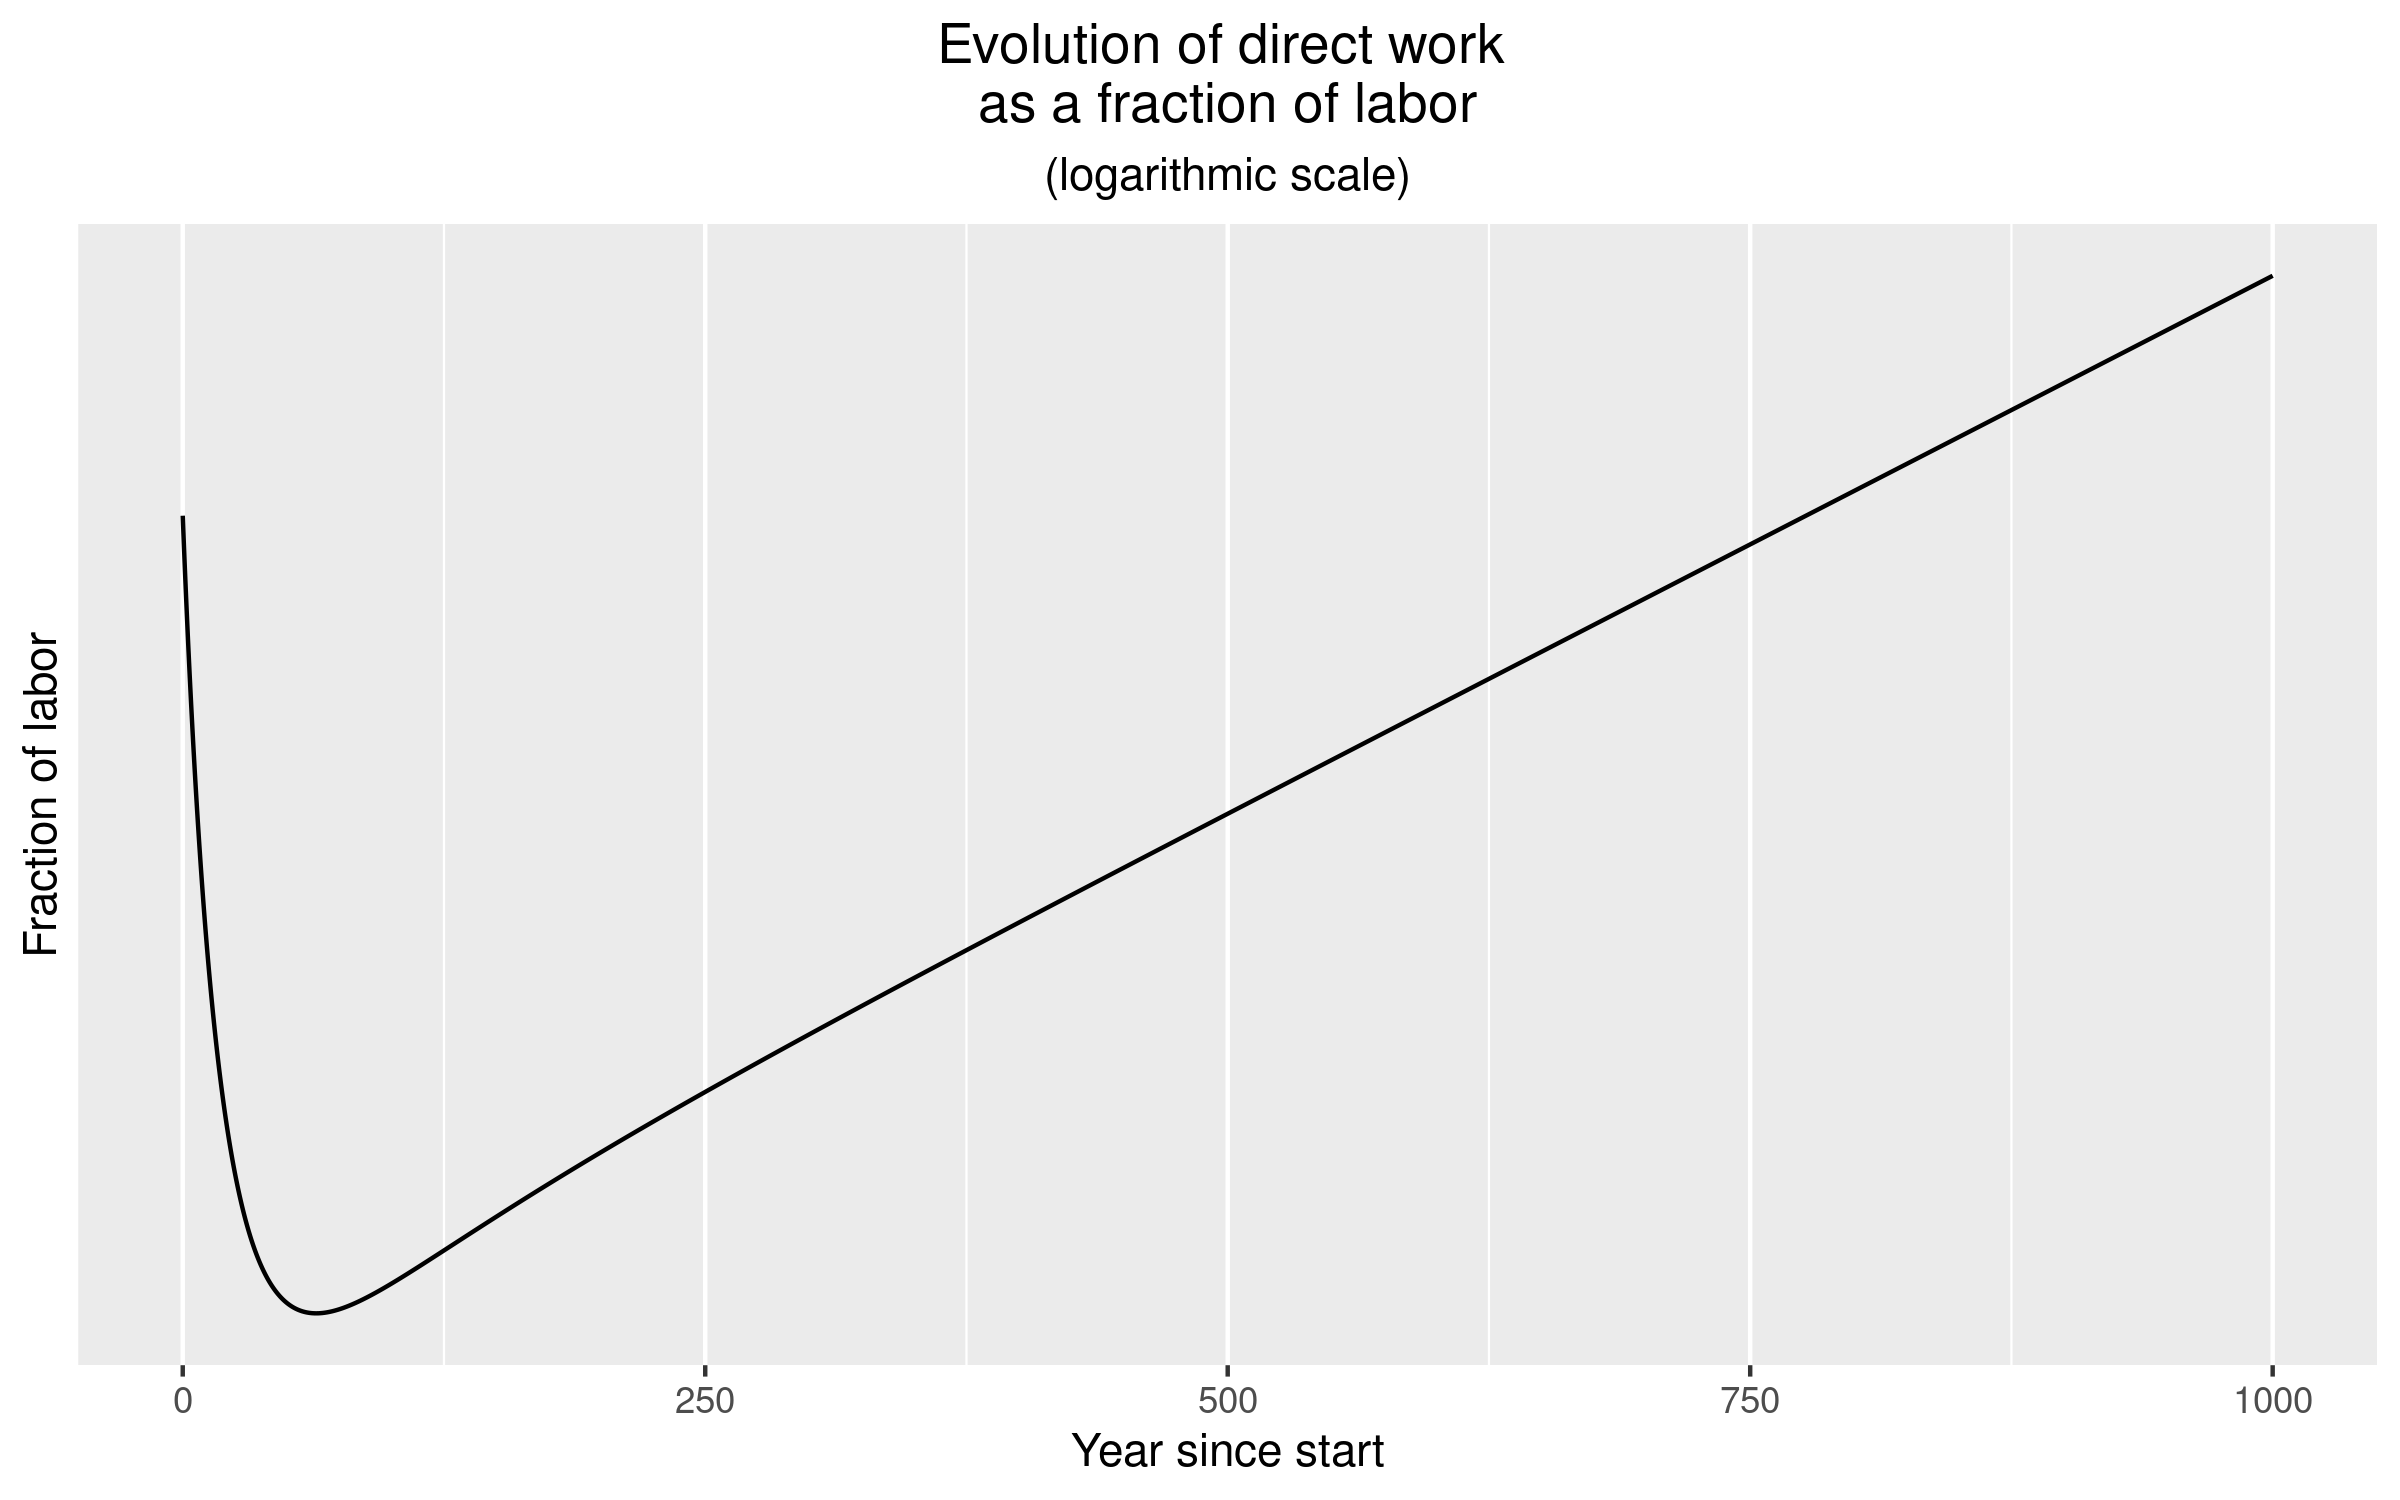 Evolution of direct work
as a fraction of labor
(logarithmic scale)
Fraction of labor
0 250 500 750 1000
Year since start